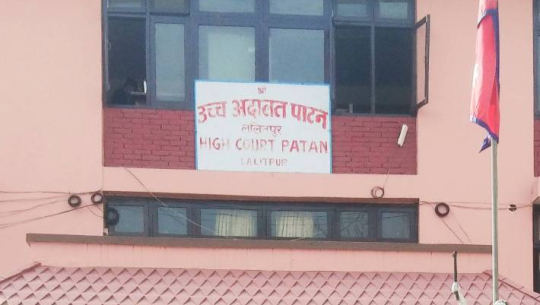 श्री
उच्च अदालत पाटन
ललितपुर
HIGH COURT PATAN
LALITPUR